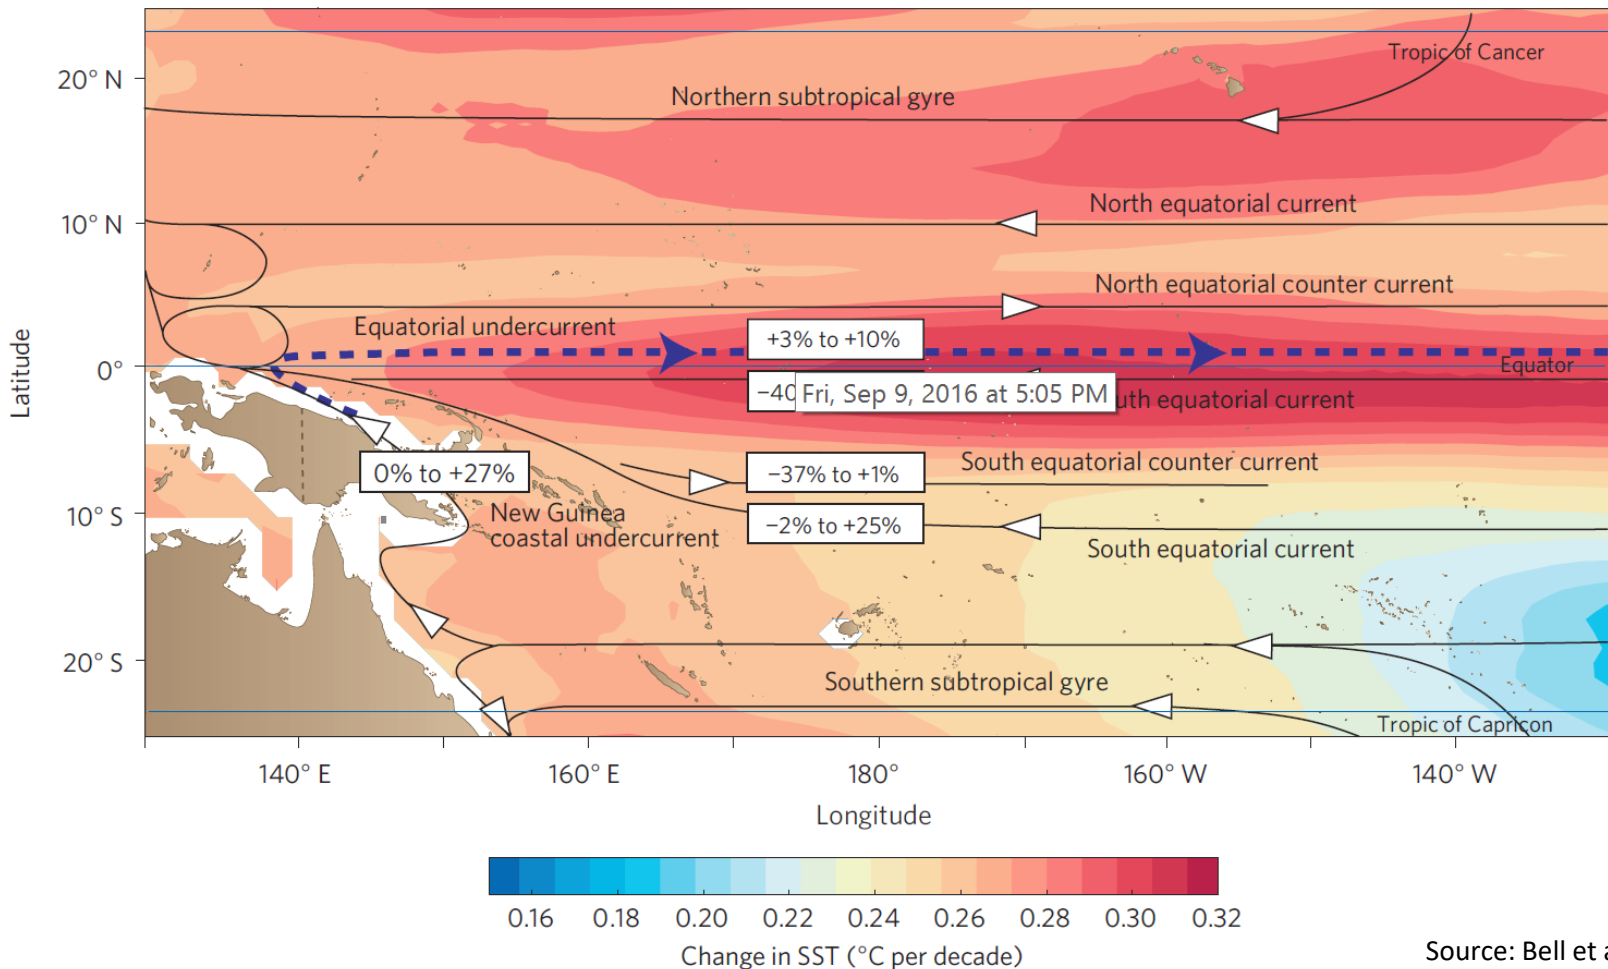 Tropic of Cancer
20° N
Northern subtropical gyre
North equatorial current
10° N
North equatorial counter current
Equatorial undercurrent
+3% to +10%
Equator
0°
Latitude
−40
Fri, Sep 9, 2016 at 5:05 PM
uth equatorial current
0% to +27%
−37% to +1%
South equatorial counter current
New Guinea
coastal undercurrent
10° S
−2% to +25%
South equatorial current
20° S
Southern subtropical gyre
Tropic of Capricon
140° E
160° E
180°
160° W
140° W
Longitude
0.16
0.18
0.20
0.22
0.24
0.26
0.28
0.30
0.32
Change in SST (°C per decade)
Source: Bell et a